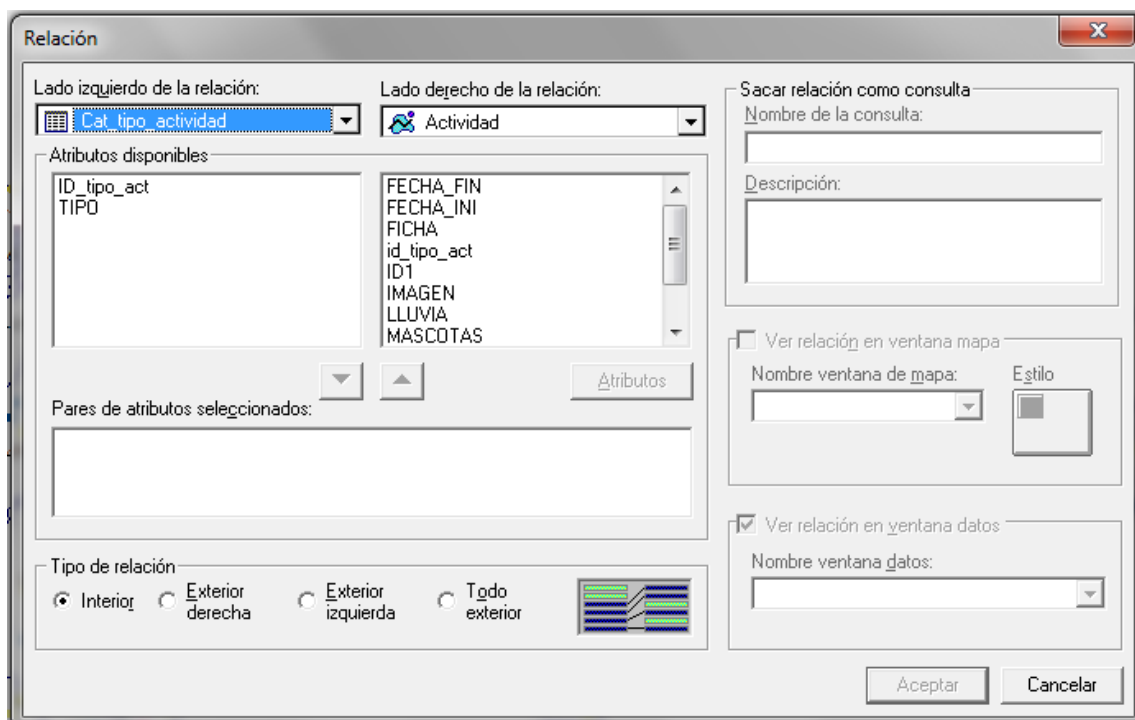 Relación
Lado izquierdo de la relación:
Cat_tipo_actividad
Lado derecho de la relación:
Actividad
Atributos disponibles
ID_tipo_act
TIPO
FECHA_FIN
FECHA_INI
FICHA
id_tipo_act
ID1
IMAGEN
LLUVIA
MASCOTAS
Atributos
Pares de atributos seleccionados:
Tipo de relación
Interior
Exterior
derecha
Exterior
izquierda
Todo
exterior
Sacar relación como consulta
Nombre de la consulta:
Descripción:
Ver relación en ventana mapa
Nombre ventana de mapa:
Estilo
Ver relación en ventana datos
Nombre ventana datos:
Aceptar
Cancelar